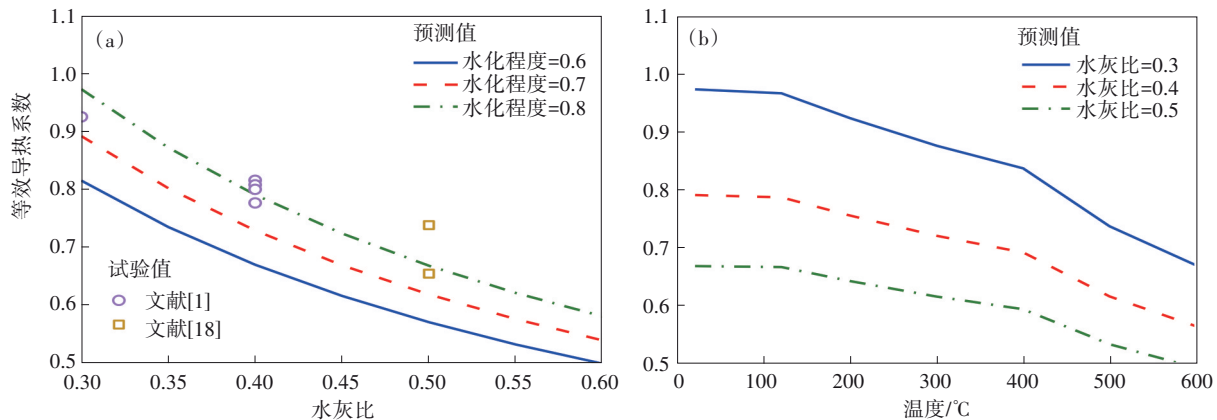 (a)
预测值
水化程度=0.6
水化程度=0.7
水化程度=0.8
试验值
文献[1]
文献[18]
等效导热系数
1.1
1.0
0.9
0.8
0.7
0.6
0.5
0.30 0.35 0.40 0.45 0.50 0.55 0.60
水灰比
(b)
预测值
水灰比=0.3
水灰比=0.4
水灰比=0.5
1.1
1.0
0.9
0.8
0.7
0.6
0.5
0 100 200 300 400 500 600
温度/℃